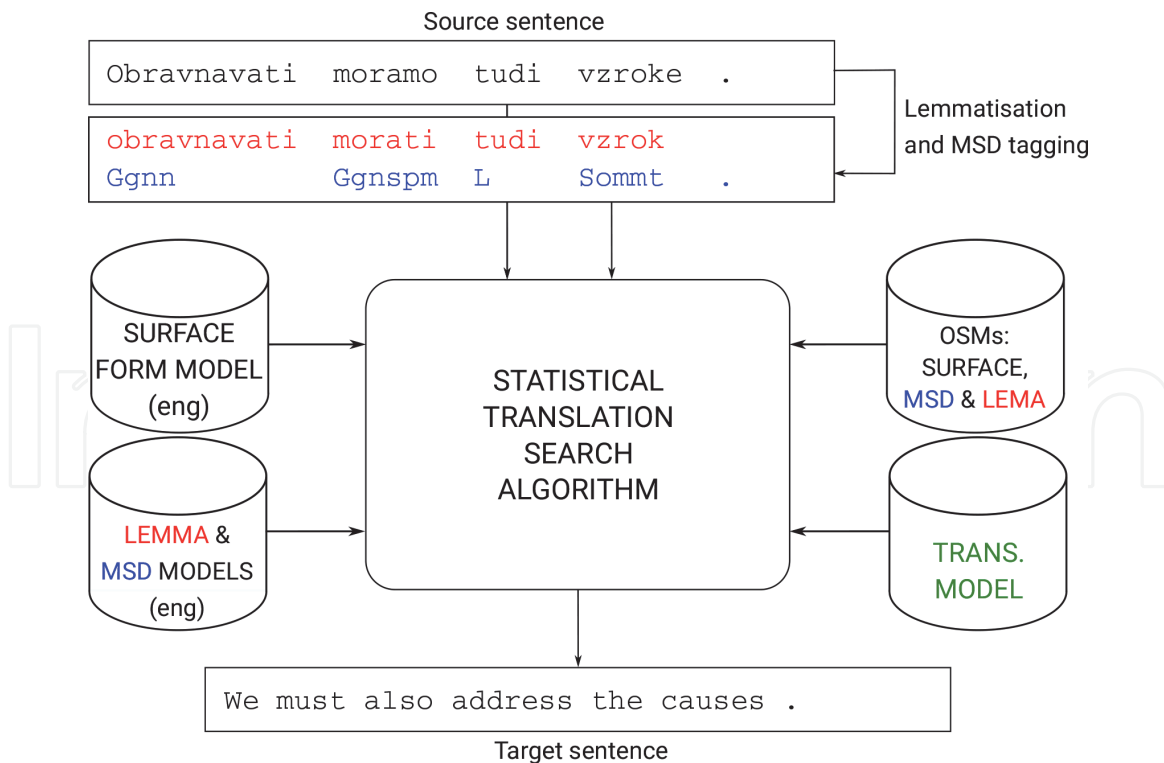 Source sentence
Obravnavati moramo tudi vzroke .
Lemmatisation
and MSD tagging
obravnavati morati tudi vzrok
Ggnn Ggnspm L Sommt .
SURFACE
FORM MODEL
(eng)
OSMs:
SURFACE,
MSD & LEMA
STATISTICAL
TRANSLATION
SEARCH
ALGORITHM
LEMMA &
MSD MODELS
(eng)
TRANS.
MODEL
We must also address the causes .
Target sentence